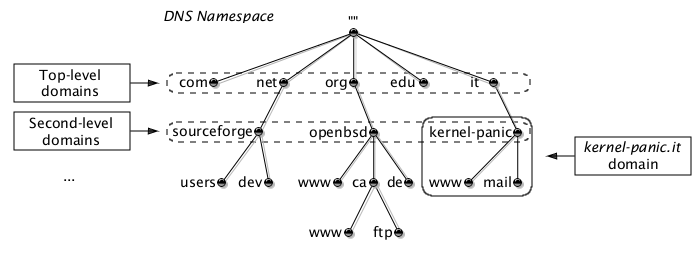 DNS Namespace
""
Top-level
domains
com net org edu it
Second-level
domains
sourceforge openbsd kernel-panic
kernel-panic.it
domain
...
users dev www ca de www mail
www ftp